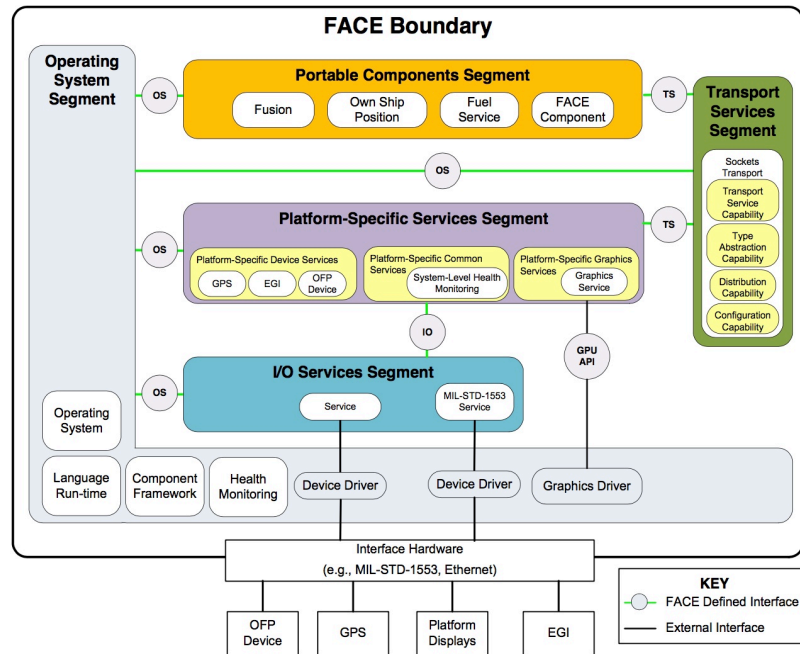 FACE Boundary
Operating
System
Segment
OS
Portable Components Segment
Fusion
Own Ship
Position
Fuel
Service
FACE
Component
TS
Transport
Services
Segment
Sockets
Transport
Transport
Service
Capability
Type
Abstraction
Capability
Distribution
Capability
Configuration
Capability
OS
OS
Platform-Specific Services Segment
TS
Platform-Specific Device Services
GPS
EGI
OFP
Device
Platform-Specific Common
Services
System-Level Health
Monitoring
Platform-Specific Graphics
Services
Graphics
Service
IO
GPU
API
OS
I/O Services Segment
Service
MIL-STD-1553
Service
Operating
System
Language
Run-time
Component
Framework
Health
Monitoring
Device Driver
Device Driver
Graphics Driver
Interface Hardware
(e.g., MIL-STD-1553, Ethernet)
OFP
Device
GPS
Platform
Displays
EGI
KEY
FACE Defined Interface
External Interface